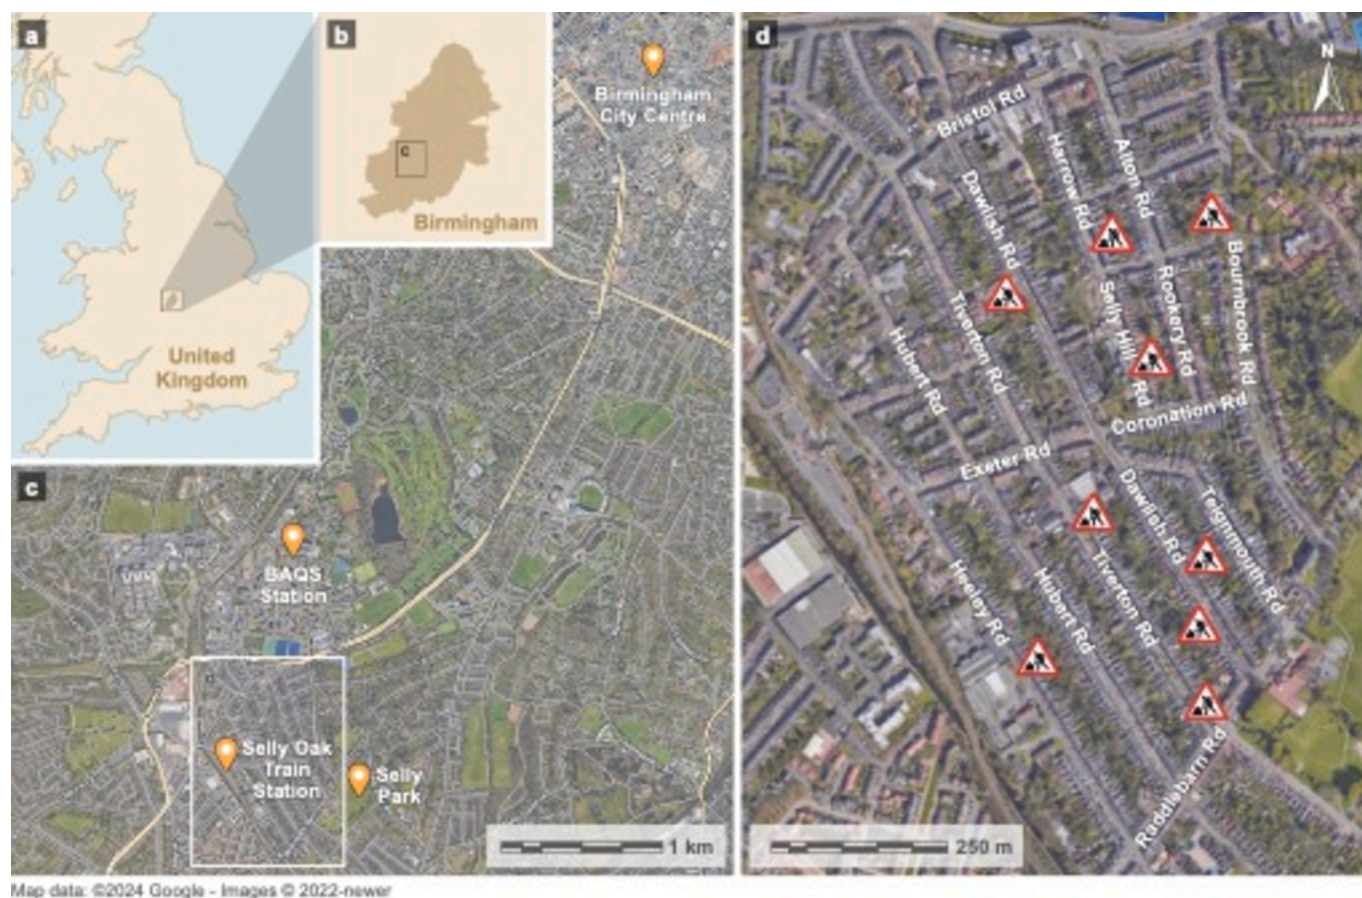 a
United
Kingdom
b
c
Birmingham
c
Birmingham
City Centre
BAQS
Station
d
Selly Oak
Train
Station
Selly
Park
1 km
d
N
Bristol Rd
Harrow Rd
Alton Rd
Dawlish Rd
Bournbrook Rd
Rookery Rd
Selly Hill Rd
Tiverton Rd
Hubert Rd
Coronation Rd
Exeter Rd
Dawlish Rd
Teignmouth Rd
Tiverton Rd
Hubert Rd
Heeley Rd
Raddlebarn Rd
250 m
Map data: ©2024 Google - Images © 2022-newer